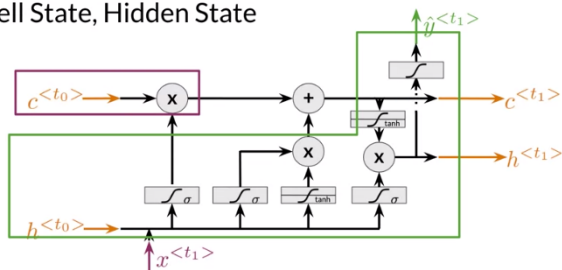 ell State, Hidden State
ŷ<t₁>
c<t₀> x + c<t₁>
tanh
x x h<t₁>
σ σ tanh σ
h<t₀>
x<t₁>